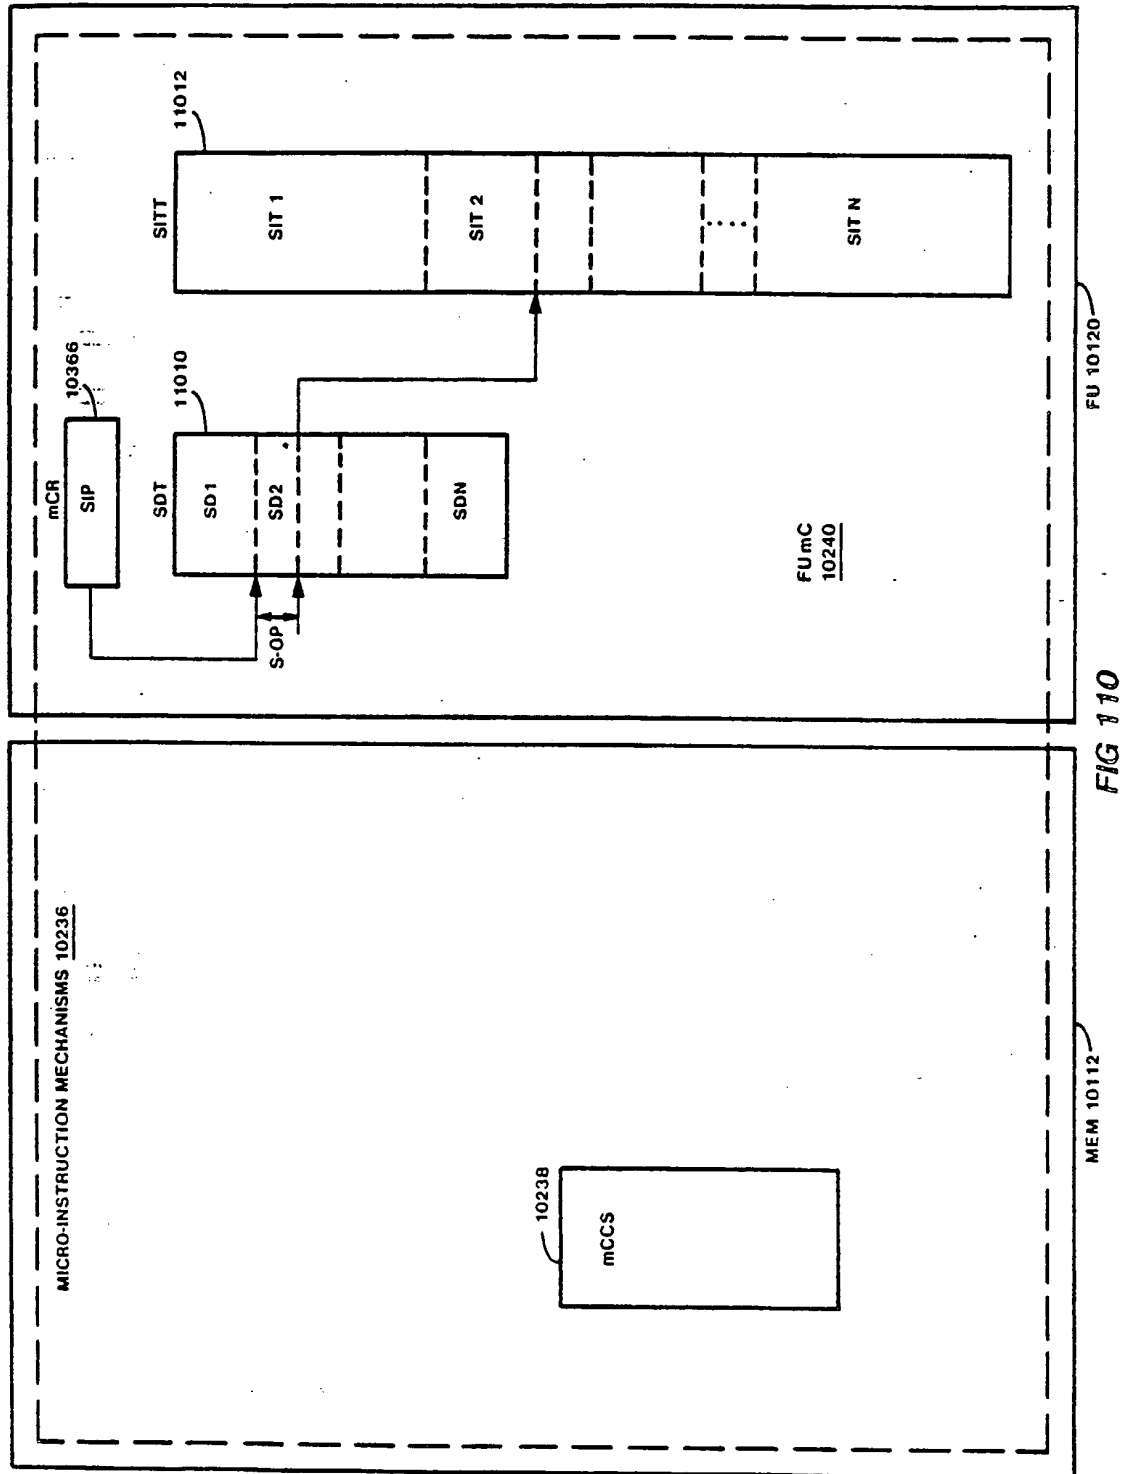 MICRO-INSTRUCTION MECHANISMS 10236
mCCS
10238
MEM 10112
mCR
SIP
10366
SDT
11010
SD1
SD2
SDN
S-OP
SITT
11012
SIT 1
SIT 2
SIT N
FUmC
10240
FU 10120
FIG 110